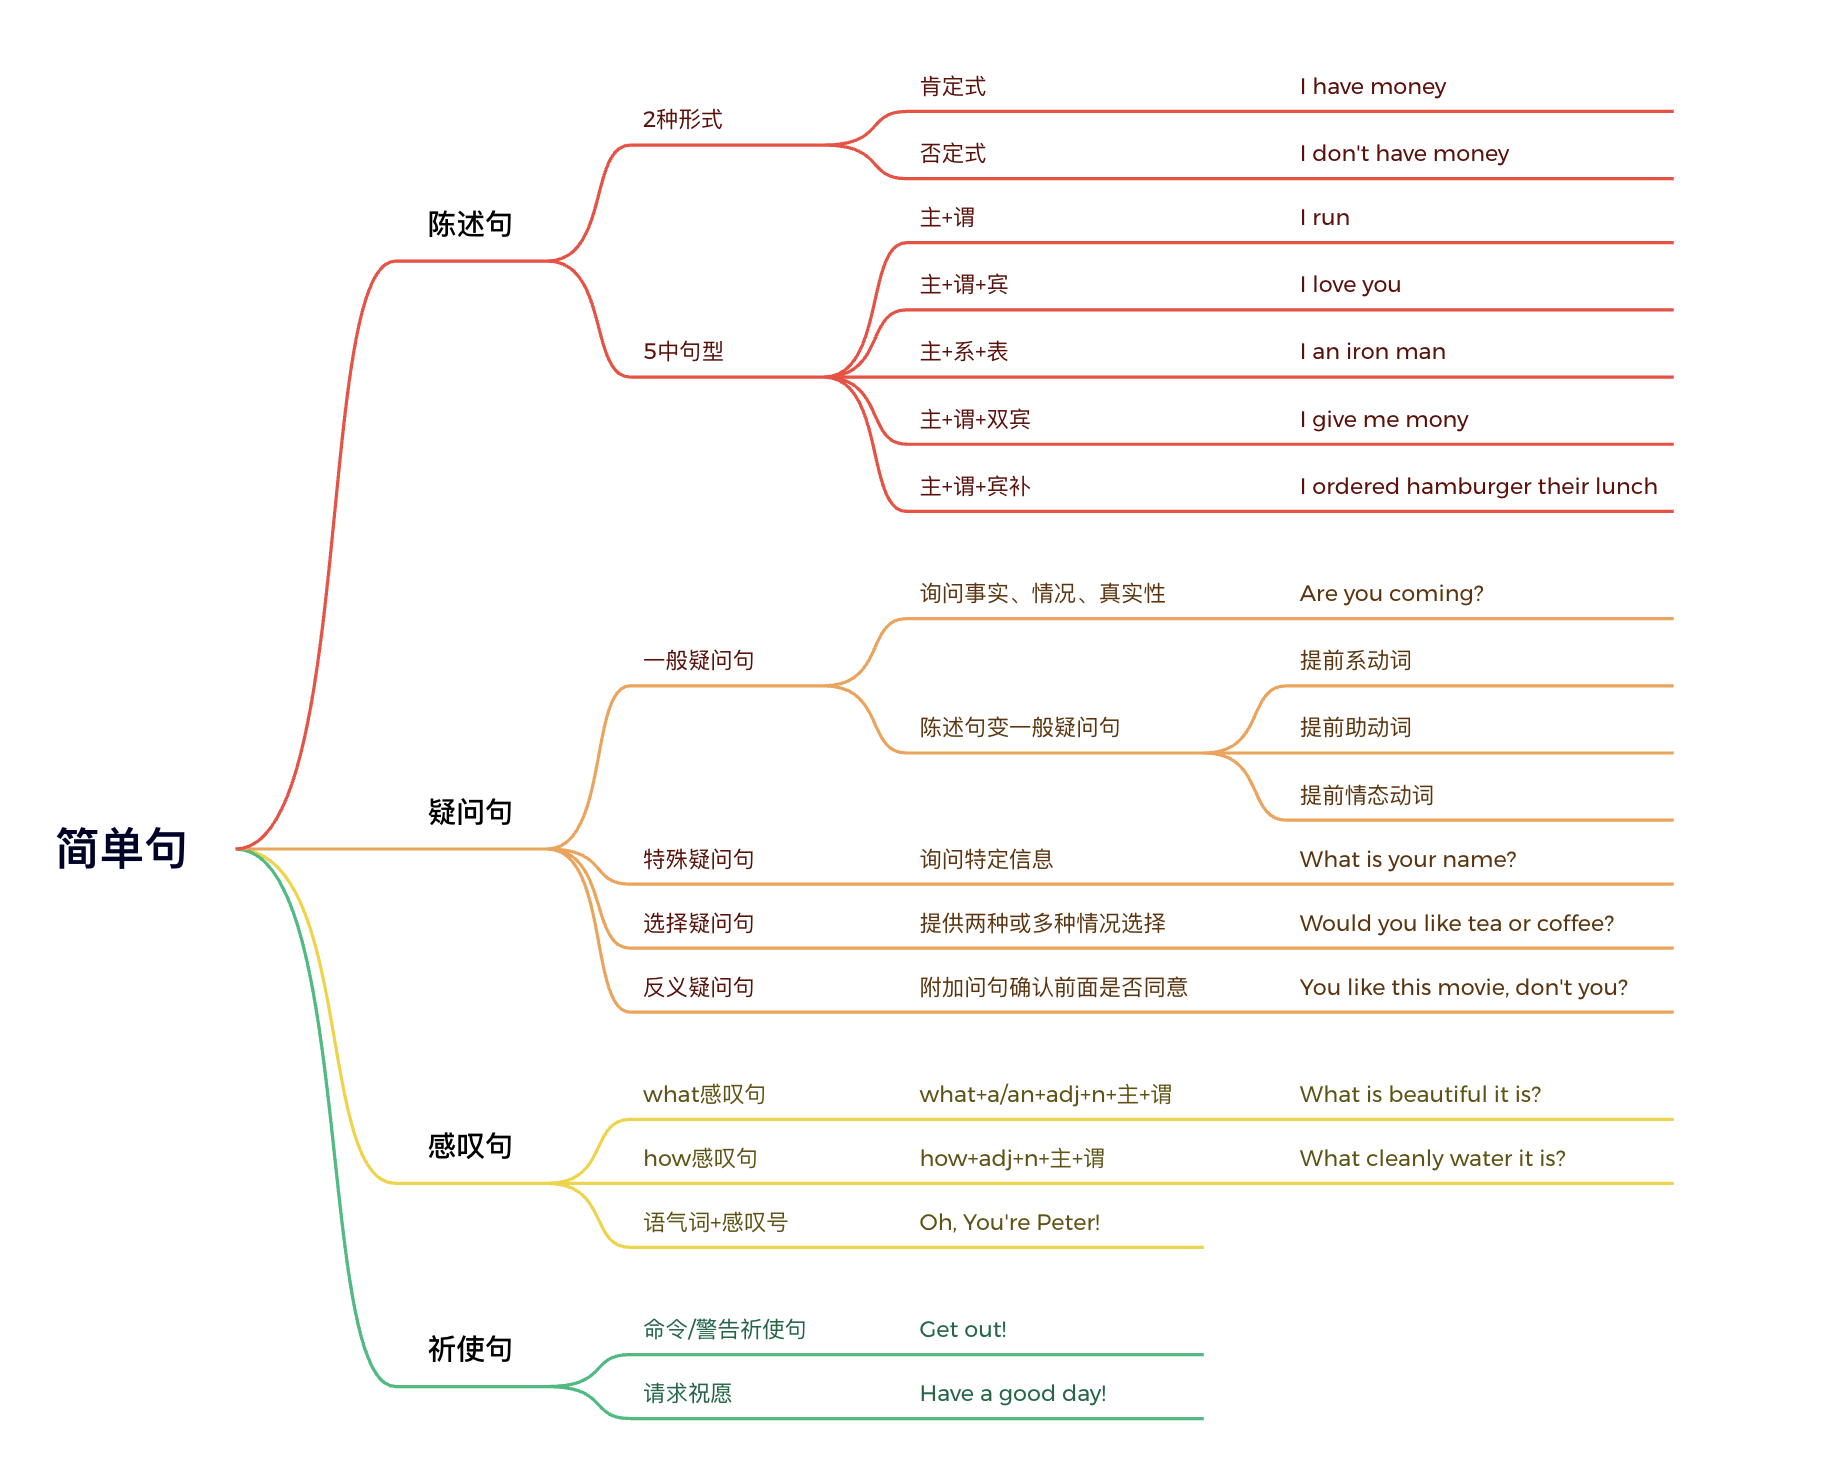 简单句
陈述句
2种形式
肯定式 I have money
否定式 I don't have money
5中句型
主+谓 I run
主+谓+宾 I love you
主+系+表 I an iron man
主+谓+双宾 I give me mony
主+谓+宾补 I ordered hamburger their lunch
疑问句
一般疑问句
询问事实、情况、真实性 Are you coming?
陈述句变一般疑问句
提前系动词
提前助动词
提前情态动词
特殊疑问句 询问特定信息 What is your name?
选择疑问句 提供两种或多种情况选择 Would you like tea or coffee?
反义疑问句 附加问句确认前面是否同意 You like this movie, don't you?
感叹句
what感叹句 what+a/an+adj+n+主+谓 What is beautiful it is?
how感叹句 how+adj+n+主+谓 What cleanly water it is?
语气词+感叹号 Oh, You're Peter!
祈使句
命令/警告祈使句 Get out!
请求祝愿 Have a good day!